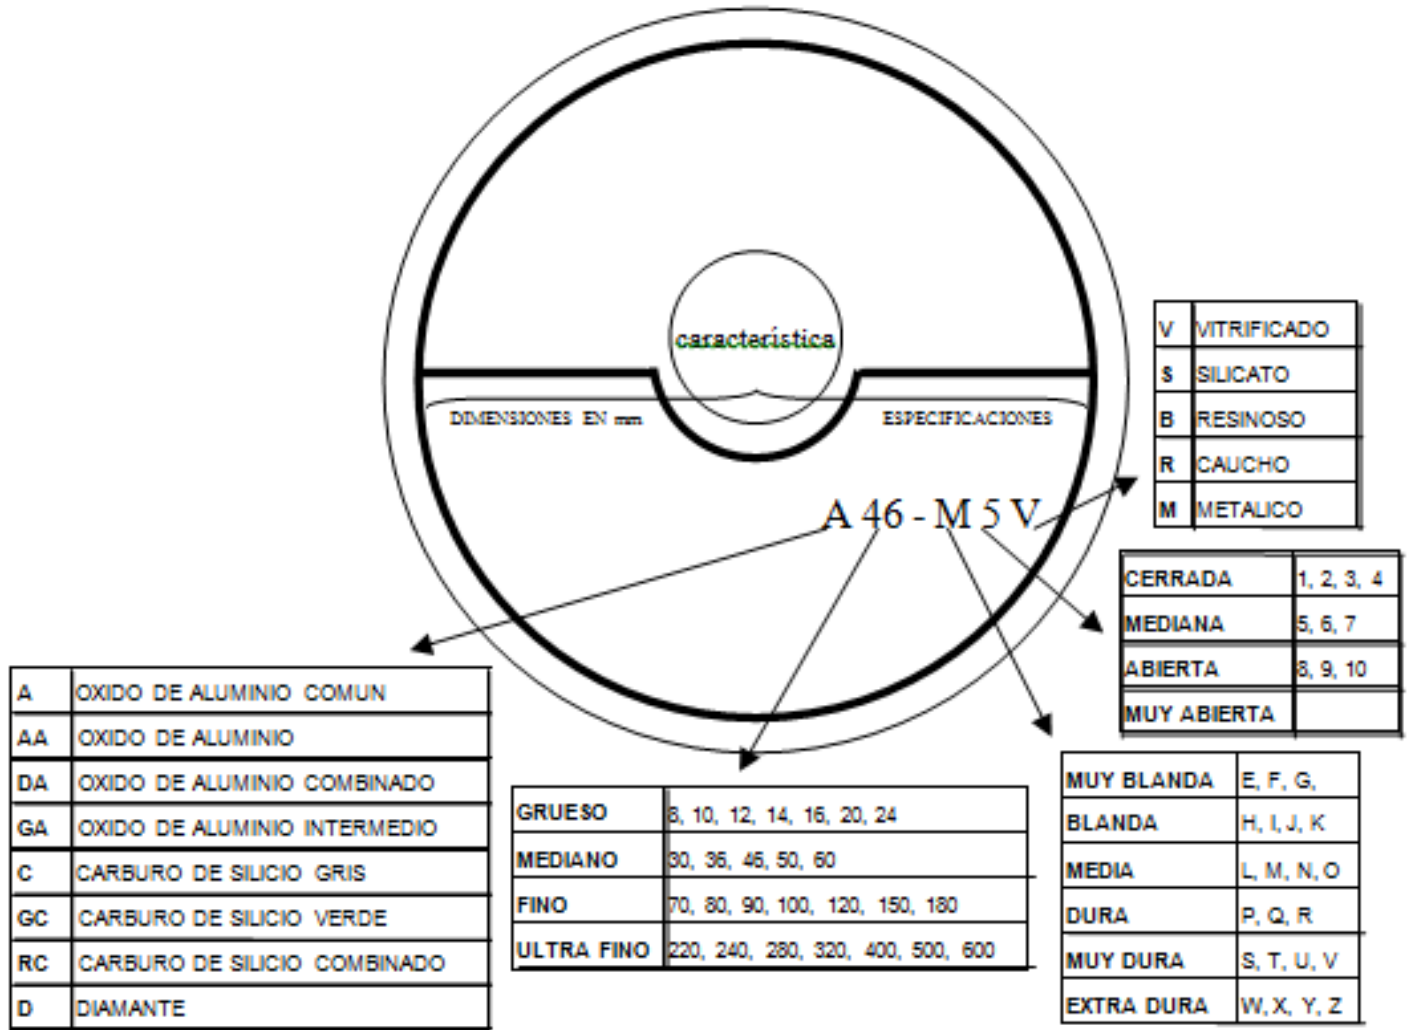 característica
DIMENSIONES EN mm
ESPECIFICACIONES
A 46 - M 5 V
V VITRIFICADO
S SILICATO
B RESINOSO
R CAUCHO
M METALICO
CERRADA 1, 2, 3, 4
MEDIANA 5, 6, 7
ABIERTA 8, 9, 10
MUY ABIERTA
A OXIDO DE ALUMINIO COMUN
AA OXIDO DE ALUMINIO
DA OXIDO DE ALUMINIO COMBINADO
GA OXIDO DE ALUMINIO INTERMEDIO
C CARBURO DE SILICIO GRIS
GC CARBURO DE SILICIO VERDE
RC CARBURO DE SILICIO COMBINADO
D DIAMANTE
GRUESO 8, 10, 12, 14, 16, 20, 24
MEDIANO 30, 36, 46, 50, 60
FINO 70, 80, 90, 100, 120, 150, 180
ULTRA FINO 220, 240, 280, 320, 400, 500, 600
MUY BLANDA E, F, G,
BLANDA H, I, J, K
MEDIA L, M, N, O
DURA P, Q, R
MUY DURA S, T, U, V
EXTRA DURA W, X, Y, Z